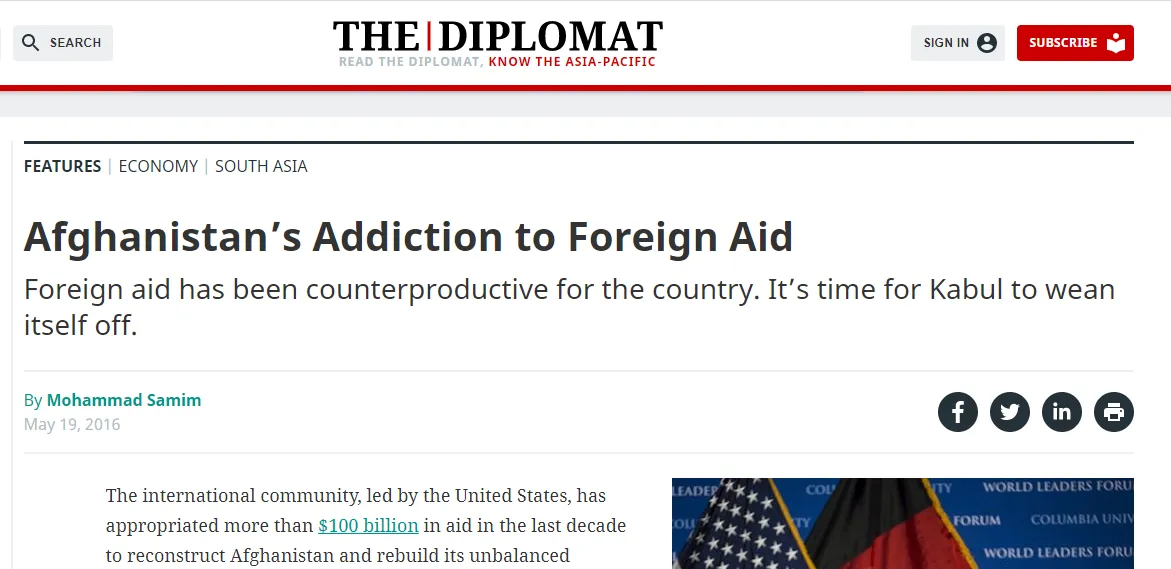 SEARCH
THE|DIPLOMAT
READ THE DIPLOMAT, KNOW THE ASIA-PACIFIC
SIGN IN
SUBSCRIBE
FEATURES | ECONOMY | SOUTH ASIA
Afghanistan’s Addiction to Foreign Aid
Foreign aid has been counterproductive for the country. It’s time for Kabul to wean
itself off.
By Mohammad Samim
May 19, 2016
The international community, led by the United States, has
appropriated more than $100 billion in aid in the last decade
to reconstruct Afghanistan and rebuild its unbalanced
WORLD LEADERS FORU
FORUM
COLUMBIA UNIV
WORLD LEADERS FORU